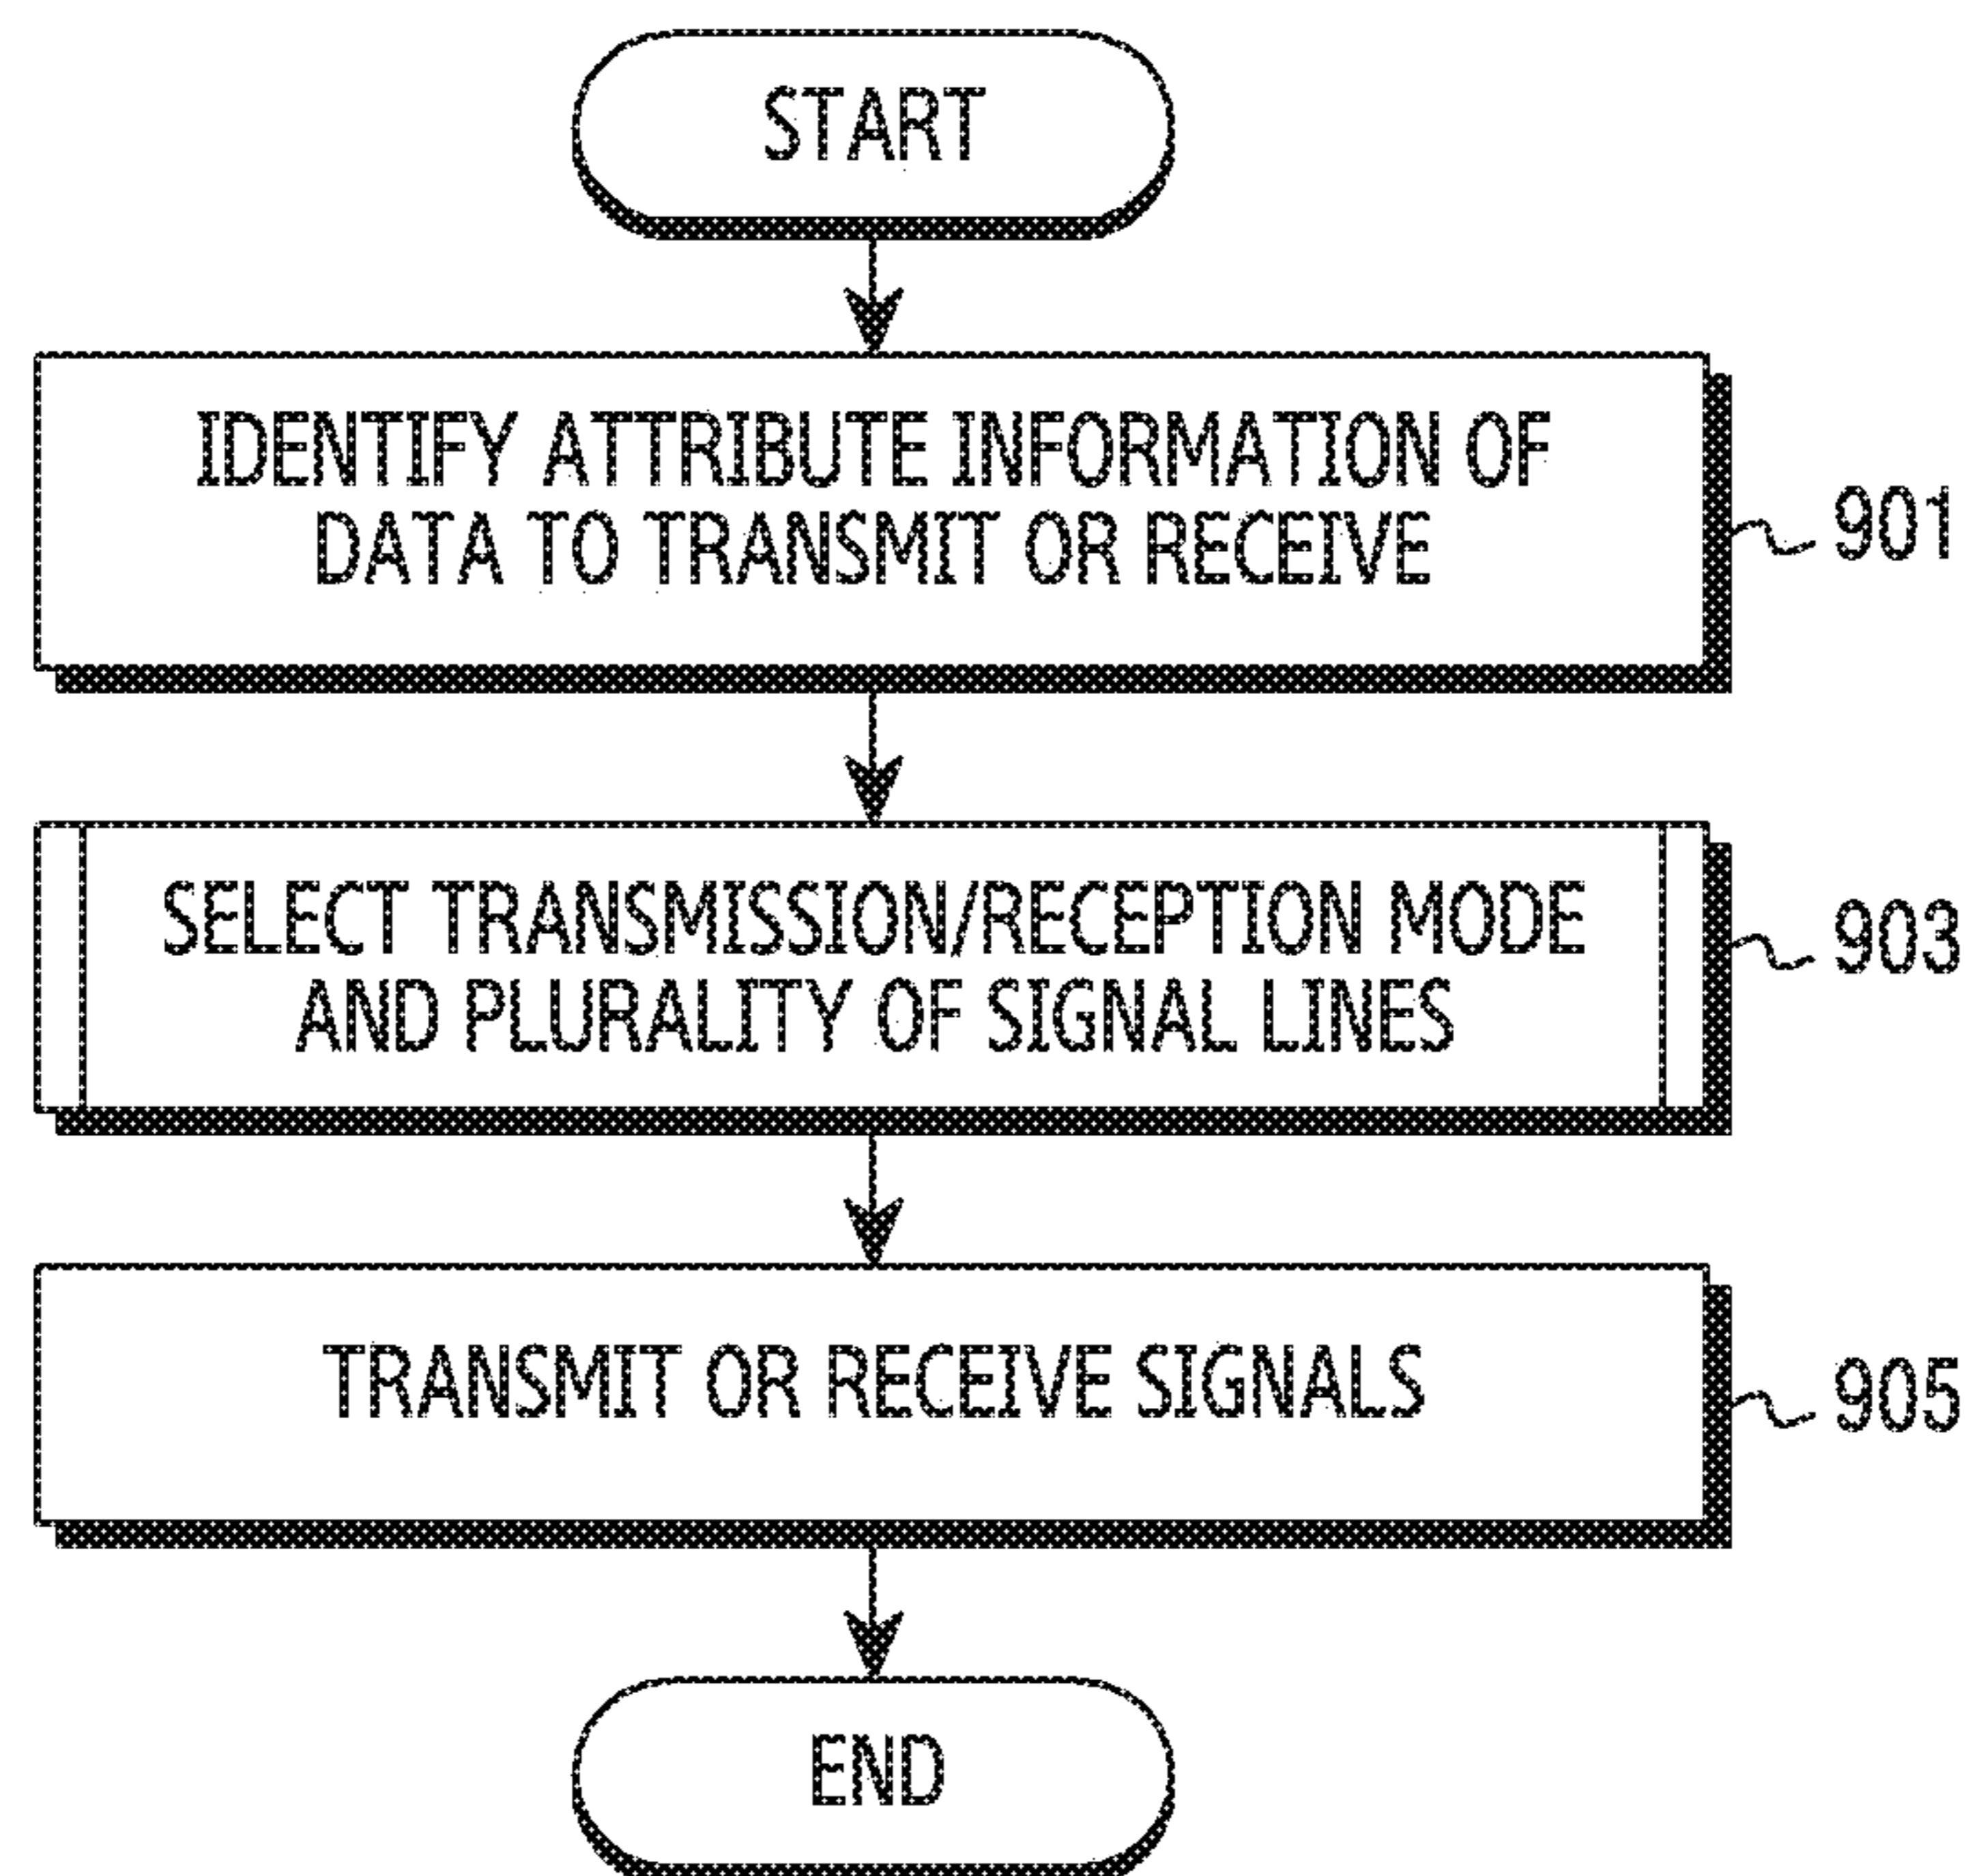 START
IDENTIFY ATTRIBUTE INFORMATION OF
DATA TO TRANSMIT OR RECEIVE
901
SELECT TRANSMISSION/RECEPTION MODE
AND PLURALITY OF SIGNAL LINES
903
TRANSMIT OR RECEIVE SIGNALS
905
END